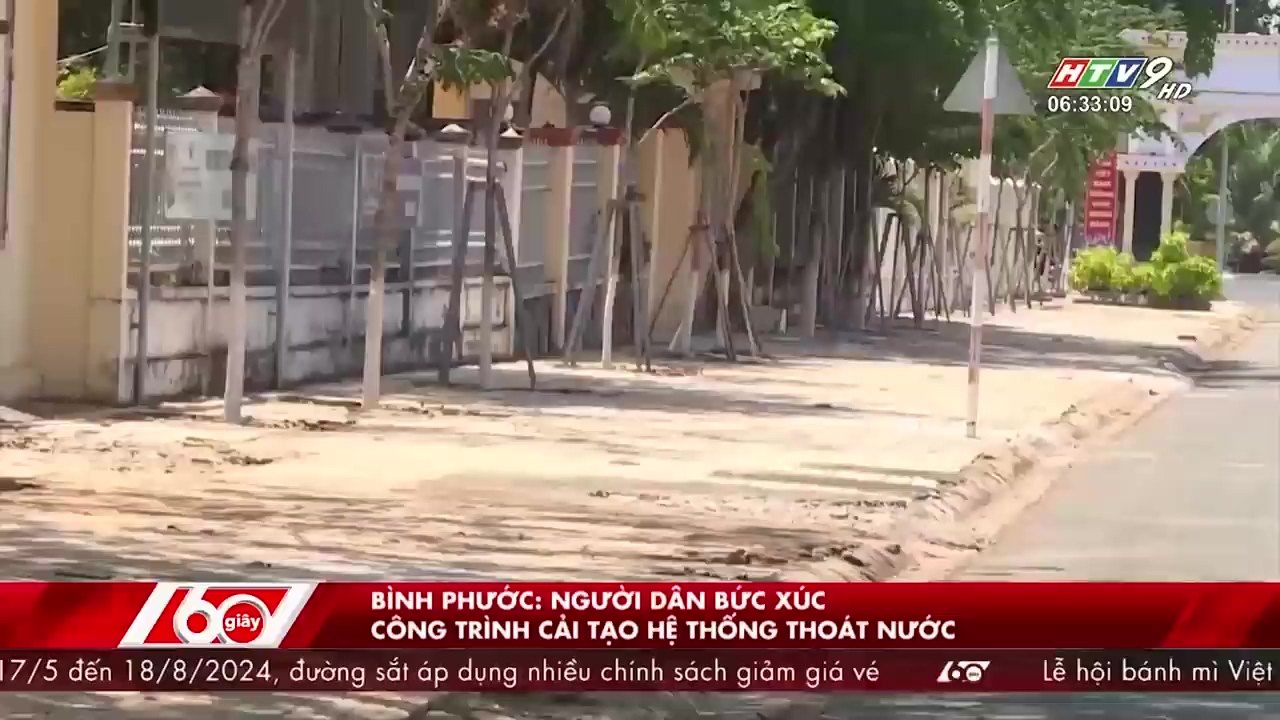 HTV9 HD
06:33:09
60 giây
BÌNH PHƯỚC: NGƯỜI DÂN BỨC XÚC
CÔNG TRÌNH CẢI TẠO HỆ THỐNG THOÁT NƯỚC
17/5 đến 18/8/2024, đường sắt áp dụng nhiều chính sách giảm giá vé
60 giây
Lễ hội bánh mì Việt